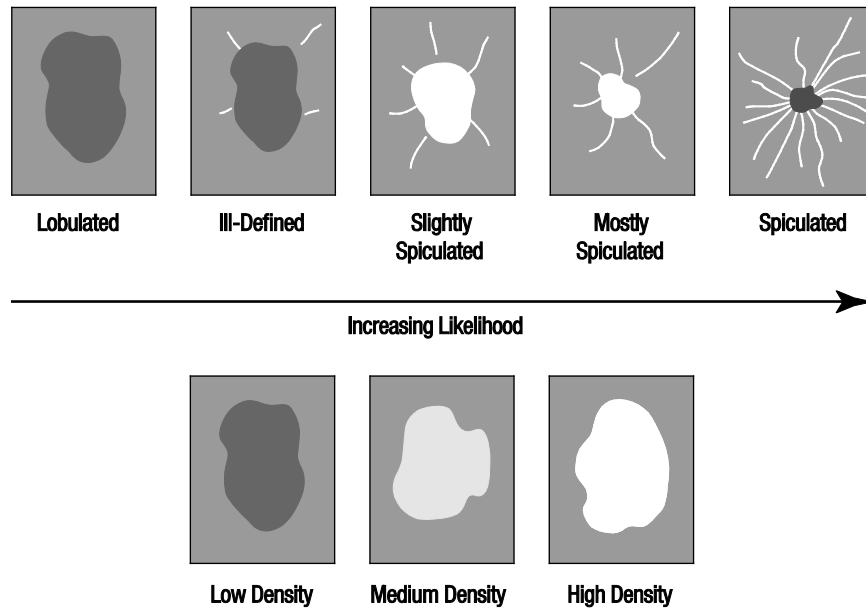 Lobulated
Ill-Defined
Slightly
Spiculated
Mostly
Spiculated
Spiculated
Increasing Likelihood
Low Density
Medium Density
High Density